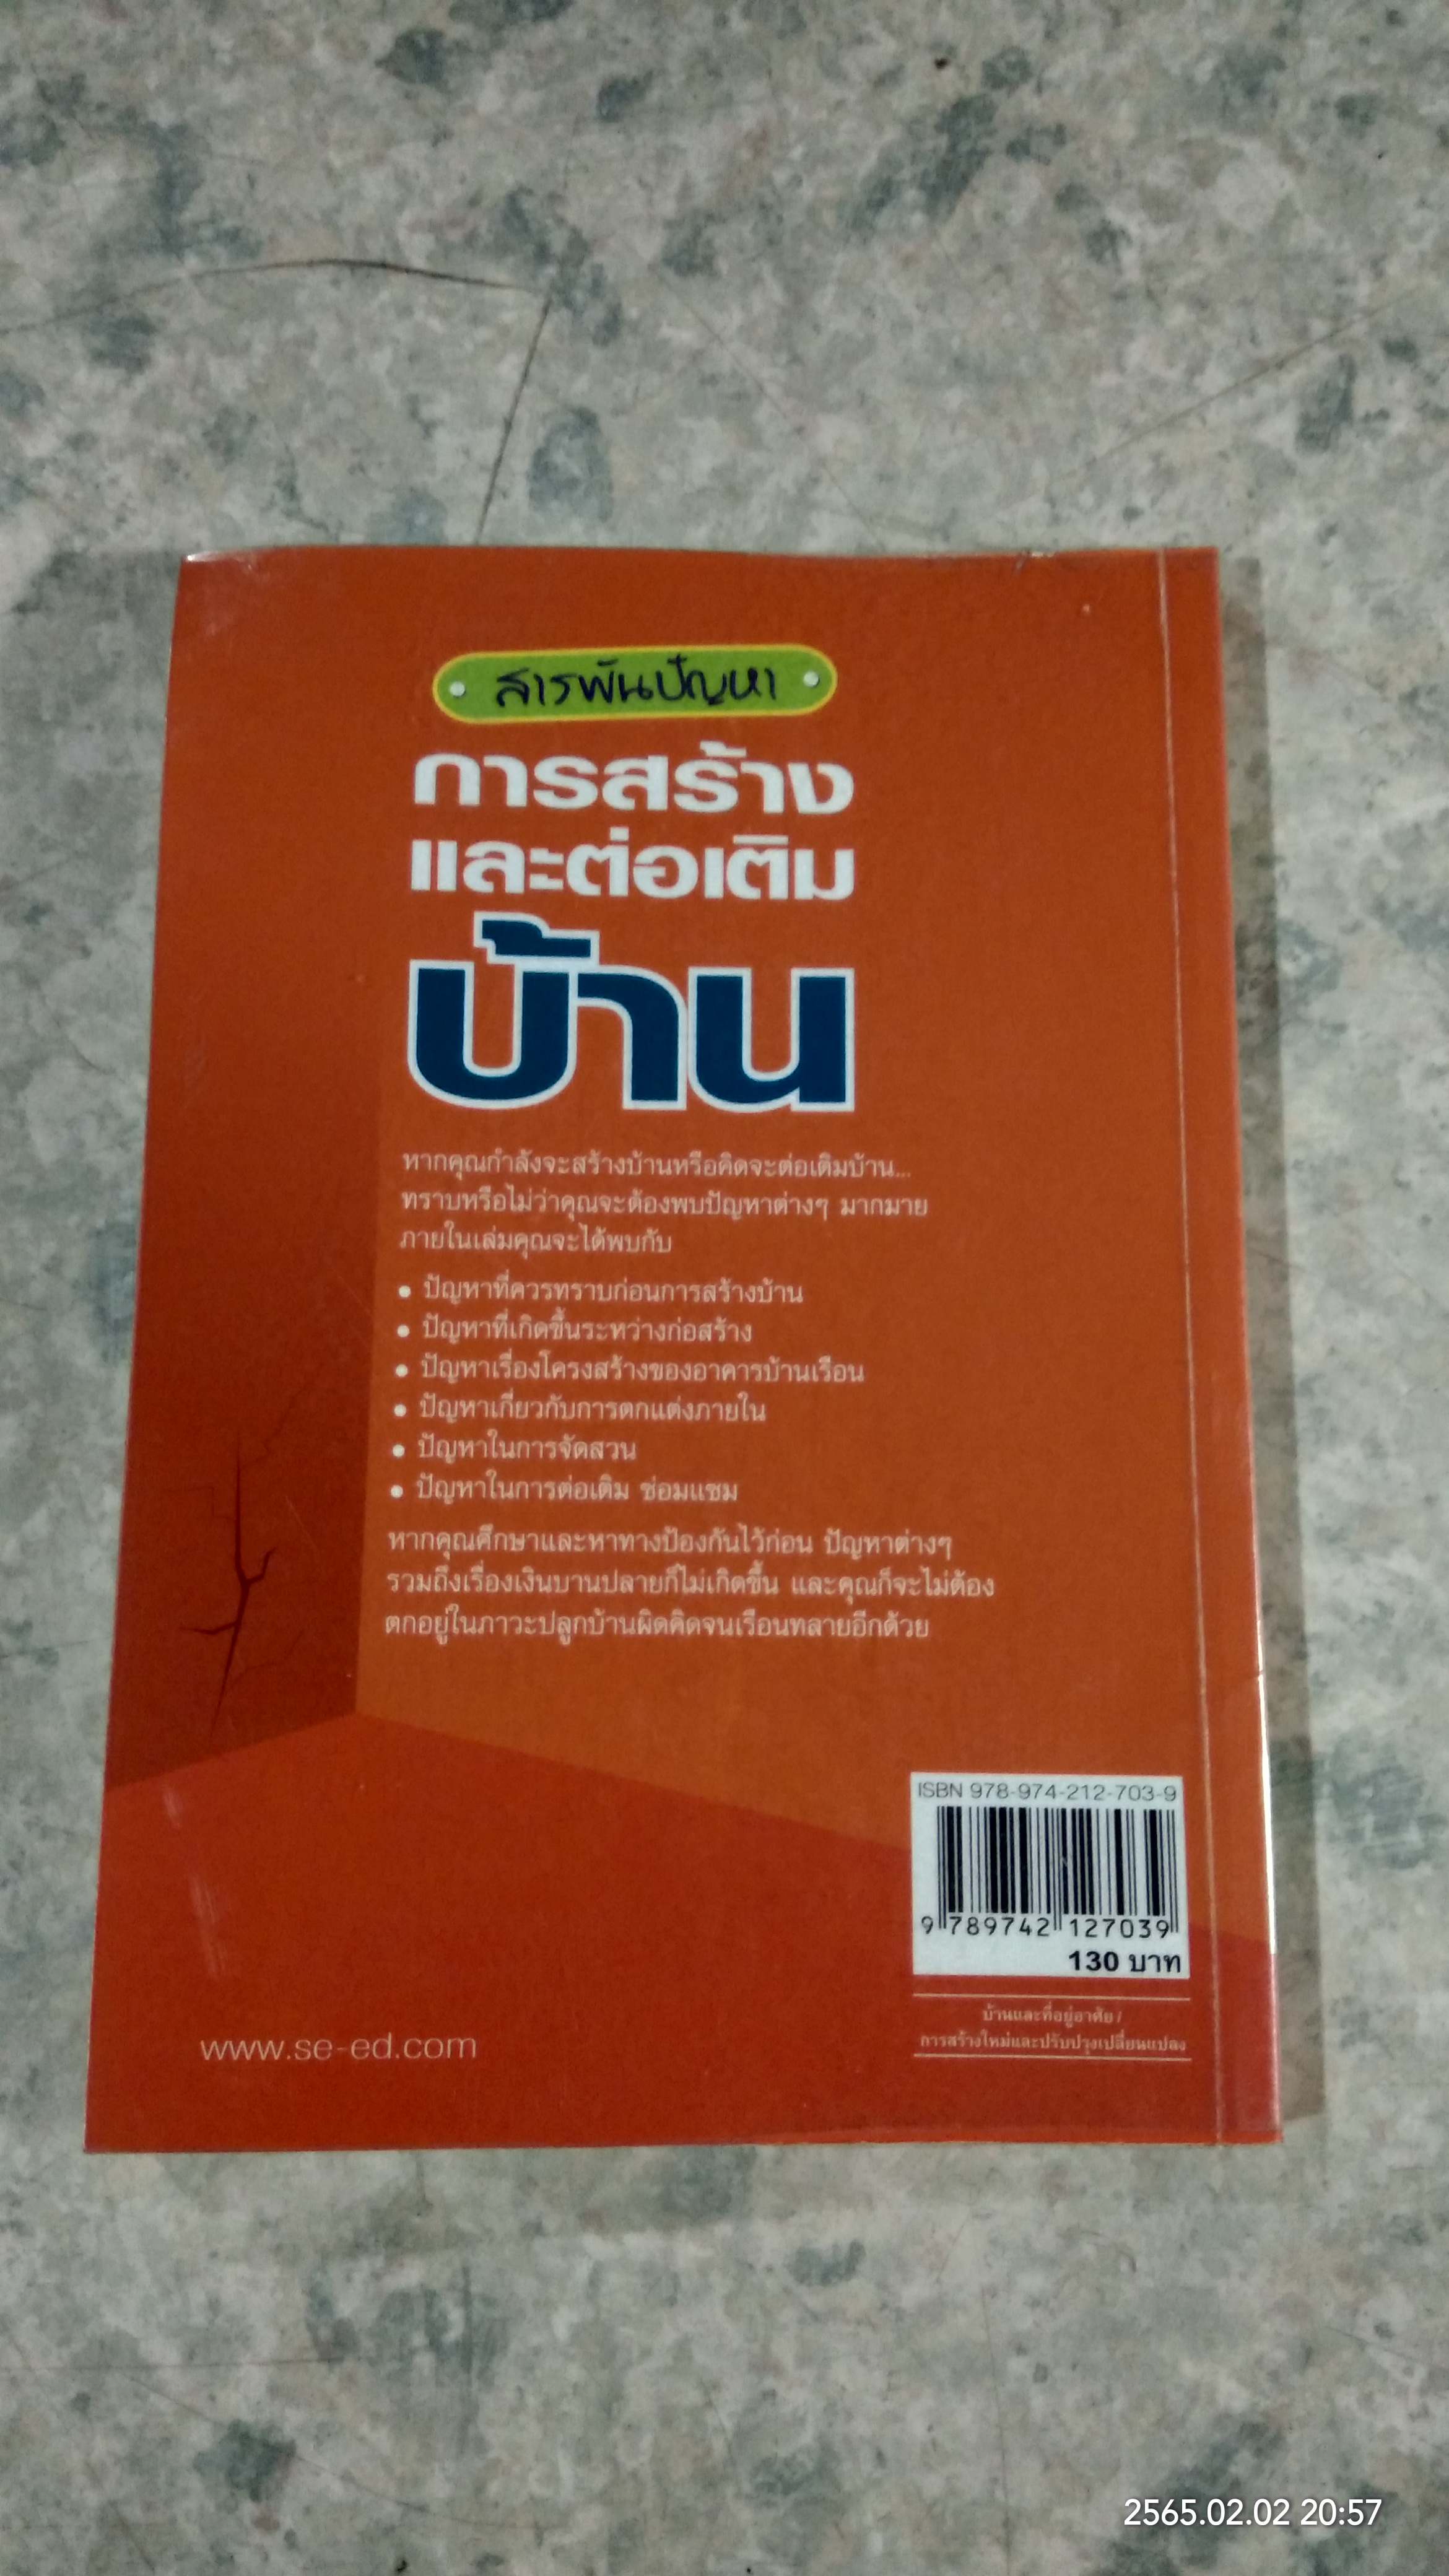 สารพันปัญหา
การสร้าง
และต่อเติม
บ้าน
หากคุณกำลังจะสร้างบ้านหรือคิดจะต่อเติมบ้าน...
ทราบหรือไม่ว่าคุณจะต้องพบปัญหาต่างๆ มากมาย
ภายในเล่มคุณจะได้พบกับ
• ปัญหาที่ควรทราบก่อนการสร้างบ้าน
• ปัญหาที่เกิดขึ้นระหว่างก่อสร้าง
• ปัญหาเรื่องโครงสร้างของอาคารบ้านเรือน
• ปัญหาเกี่ยวกับการตกแต่งภายใน
• ปัญหาในการจัดสวน
• ปัญหาในการต่อเติม ซ่อมแซม
หากคุณศึกษาและหาทางป้องกันไว้ก่อน ปัญหาต่างๆ
รวมถึงเรื่องเงินบานปลายก็ไม่เกิดขึ้น และคุณก็จะไม่ต้อง
ตกอยู่ในภาวะปลูกบ้านผิดคิดจนเรือนทลายอีกด้วย
ISBN 978-974-212-703-9
9 789742 127039
130 บาท
บ้านและที่อยู่อาศัย /
การสร้างใหม่และปรับปรุงเปลี่ยนแปลง
www.se-ed.com
2565.02.02 20:57